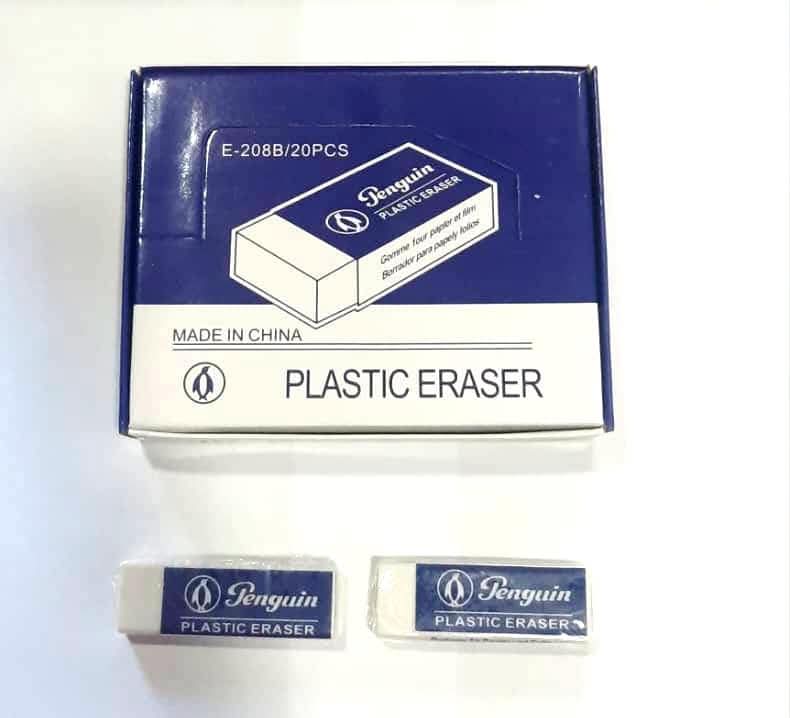 E-208B/20PCS
Penguin
PLASTIC ERASER
Gomme four papler et film
Borrador para papely folios
MADE IN CHINA
PLASTIC ERASER
Penguin
PLASTIC ERASER
Penguin
PLASTIC ERASER